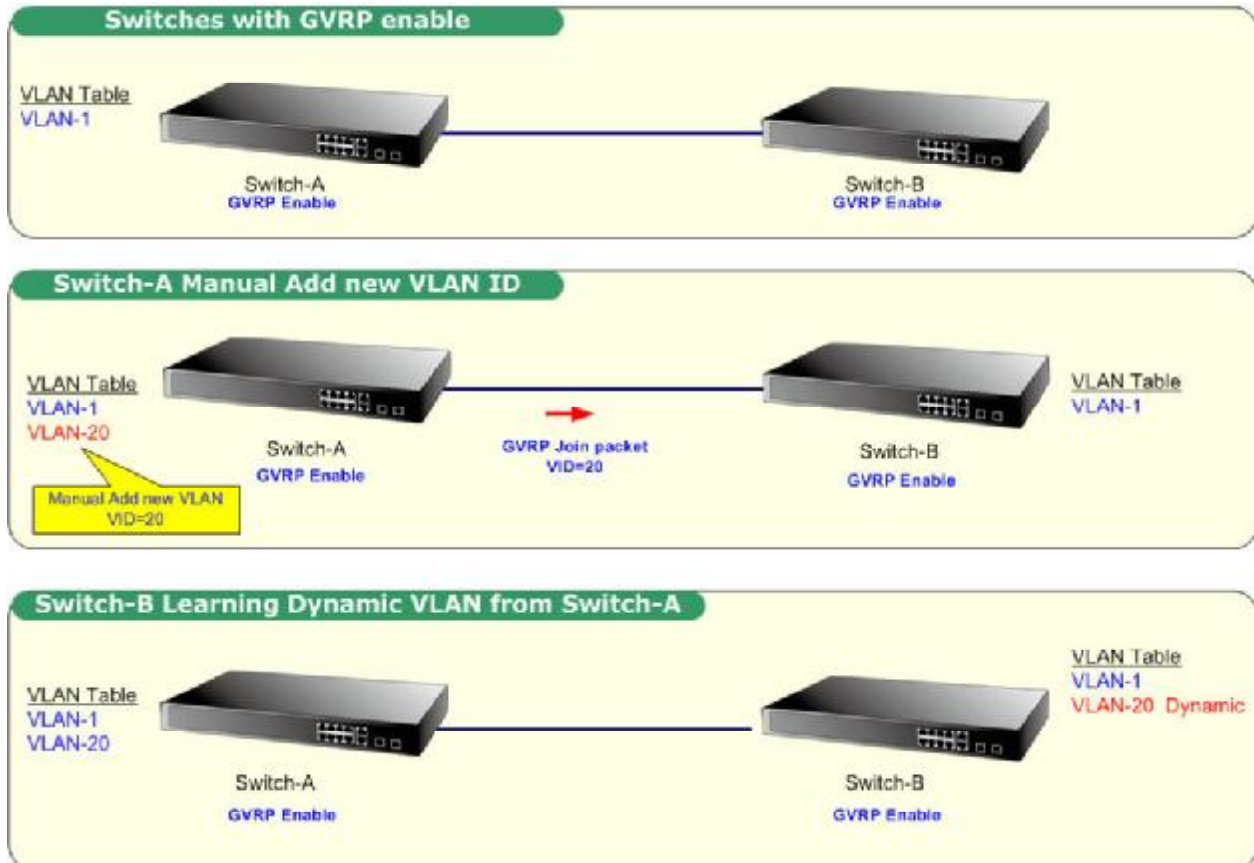 Switches with GVRP enable
VLAN Table
VLAN-1
Switch-A
GVRP Enable
Switch-B
GVRP Enable
Switch-A Manual Add new VLAN ID
VLAN Table
VLAN-1
VLAN-20
Manual Add new VLAN
VID=20
Switch-A
GVRP Enable
GVRP Join packet
VID=20
Switch-B
GVRP Enable
VLAN Table
VLAN-1
Switch-B Learning Dynamic VLAN from Switch-A
VLAN Table
VLAN-1
VLAN-20
Switch-A
GVRP Enable
Switch-B
GVRP Enable
VLAN Table
VLAN-1
VLAN-20 Dynamic